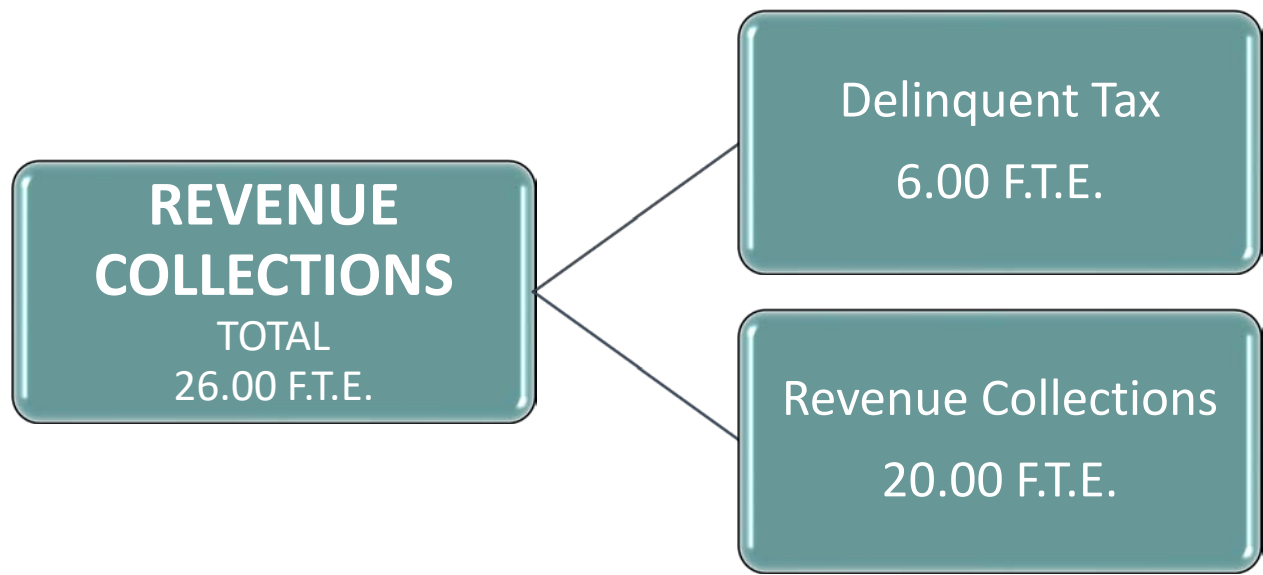 REVENUE
COLLECTIONS
TOTAL
26.00 F.T.E.
Delinquent Tax
6.00 F.T.E.
Revenue Collections
20.00 F.T.E.